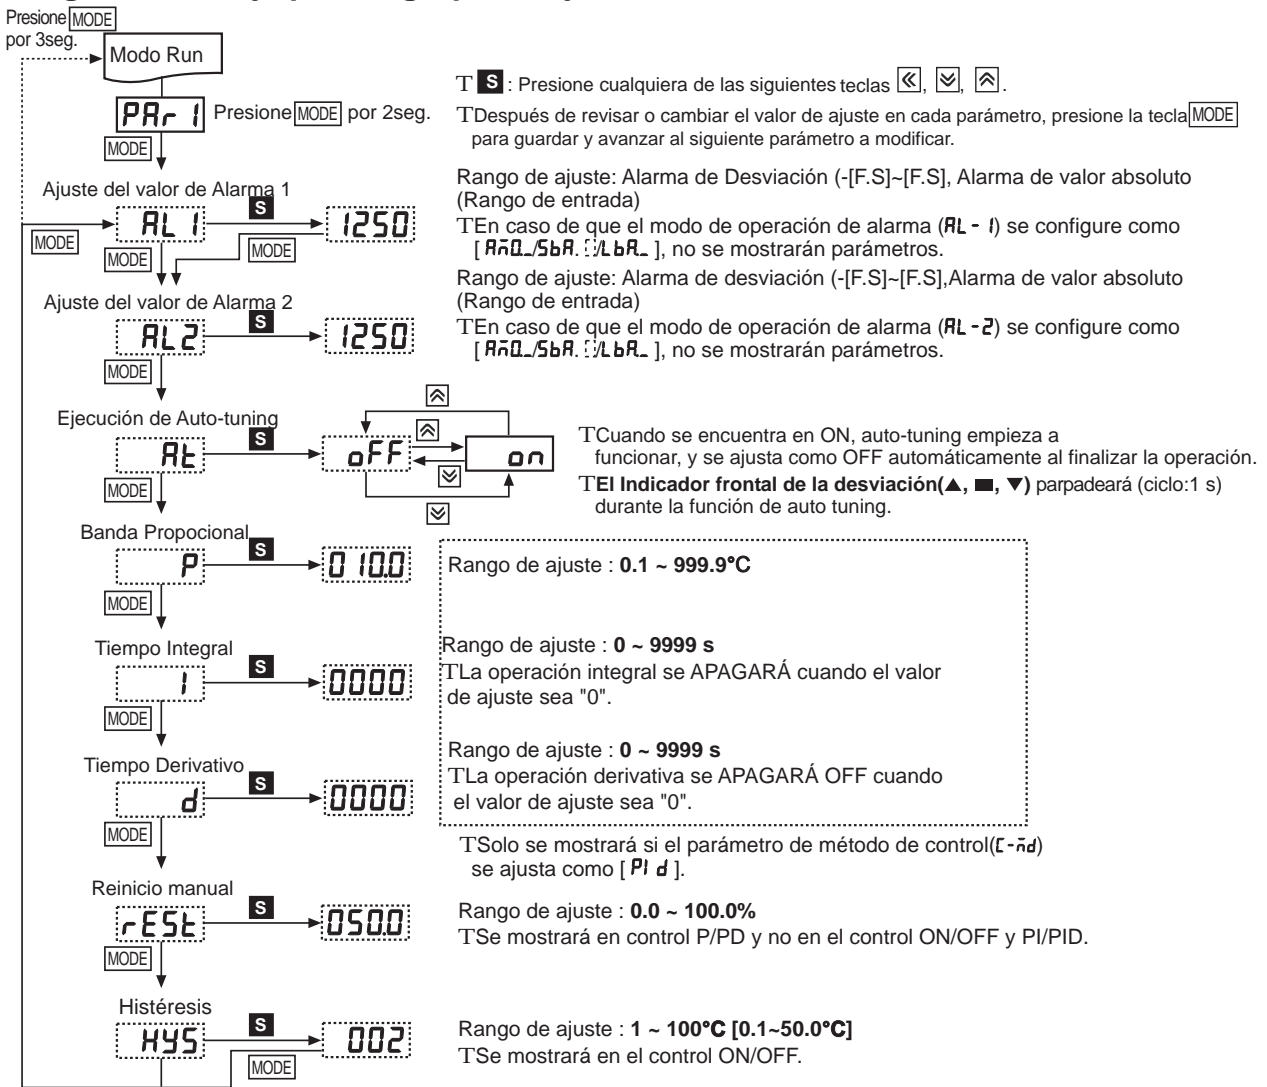 Presione MODE
por 3seg.
Modo Run
T S : Presione cualquiera de las siguientes teclas «, , .
PAr 1 Presione MODE por 2seg.
TDespués de revisar o cambiar el valor de ajuste en cada parámetro, presione la tecla MODE
para guardar y avanzar al siguiente parámetro a modificar.
MODE
Ajuste del valor de Alarma 1
Rango de ajuste: Alarma de Desviación (-[F.S]~[F.S], Alarma de valor absoluto
(Rango de entrada)
AL 1 S 1250
MODE
MODE
MODE
TEn caso de que el modo de operación de alarma (AL - 1) se configure como
[ Am0_/SbA. /LbA_ ], no se mostrarán parámetros.
Ajuste del valor de Alarma 2
Rango de ajuste: Alarma de desviación (-[F.S]~[F.S],Alarma de valor absoluto
(Rango de entrada)
AL2 S 1250
MODE
TEn caso de que el modo de operación de alarma (AL -2) se configure como
[ Am0_/SbA. /LbA_ ], no se mostrarán parámetros.
Ejecución de Auto-tuning
At S oFF on
MODE
TCuando se encuentra en ON, auto-tuning empieza a
funcionar, y se ajusta como OFF automáticamente al finalizar la operación.
TEl Indicador frontal de la desviación(▲, ■, ▼) parpadeará (ciclo:1 s)
durante la función de auto tuning.
Banda Propocional
P S 010.0
MODE
Rango de ajuste : 0.1 ~ 999.9°C
Tiempo Integral
I S 0000
MODE
Rango de ajuste : 0 ~ 9999 s
TLa operación integral se APAGARÁ cuando el valor
de ajuste sea "0".
Tiempo Derivativo
d S 0000
MODE
Rango de ajuste : 0 ~ 9999 s
TLa operación derivativa se APAGARÁ OFF cuando
el valor de ajuste sea "0".
TSolo se mostrará si el parámetro de método de control(C-md)
se ajusta como [ PI d ].
Reinicio manual
rESt S 050.0
MODE
Rango de ajuste : 0.0 ~ 100.0%
TSe mostrará en control P/PD y no en el control ON/OFF y PI/PID.
Histéresis
HYS S 002
MODE
Rango de ajuste : 1 ~ 100°C [0.1~50.0°C]
TSe mostrará en el control ON/OFF.